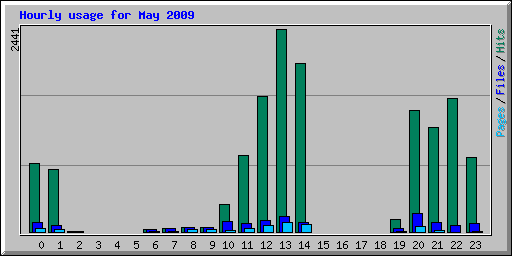 Hourly usage for May 2009
2441
Pages / Files / Hits
0 1 2 3 4 5 6 7 8 9 10 11 12 13 14 15 16 17 18 19 20 21 22 23